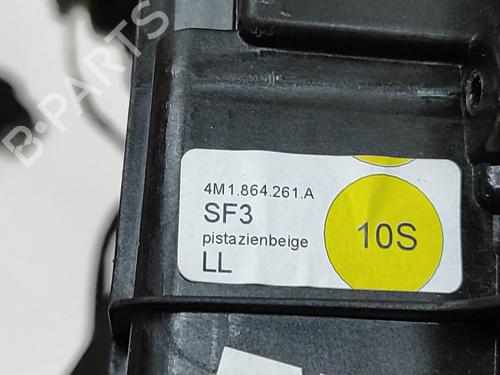 B-PARTS
4M1.864.261.A
SF3
pistazienbeige
LL
10S